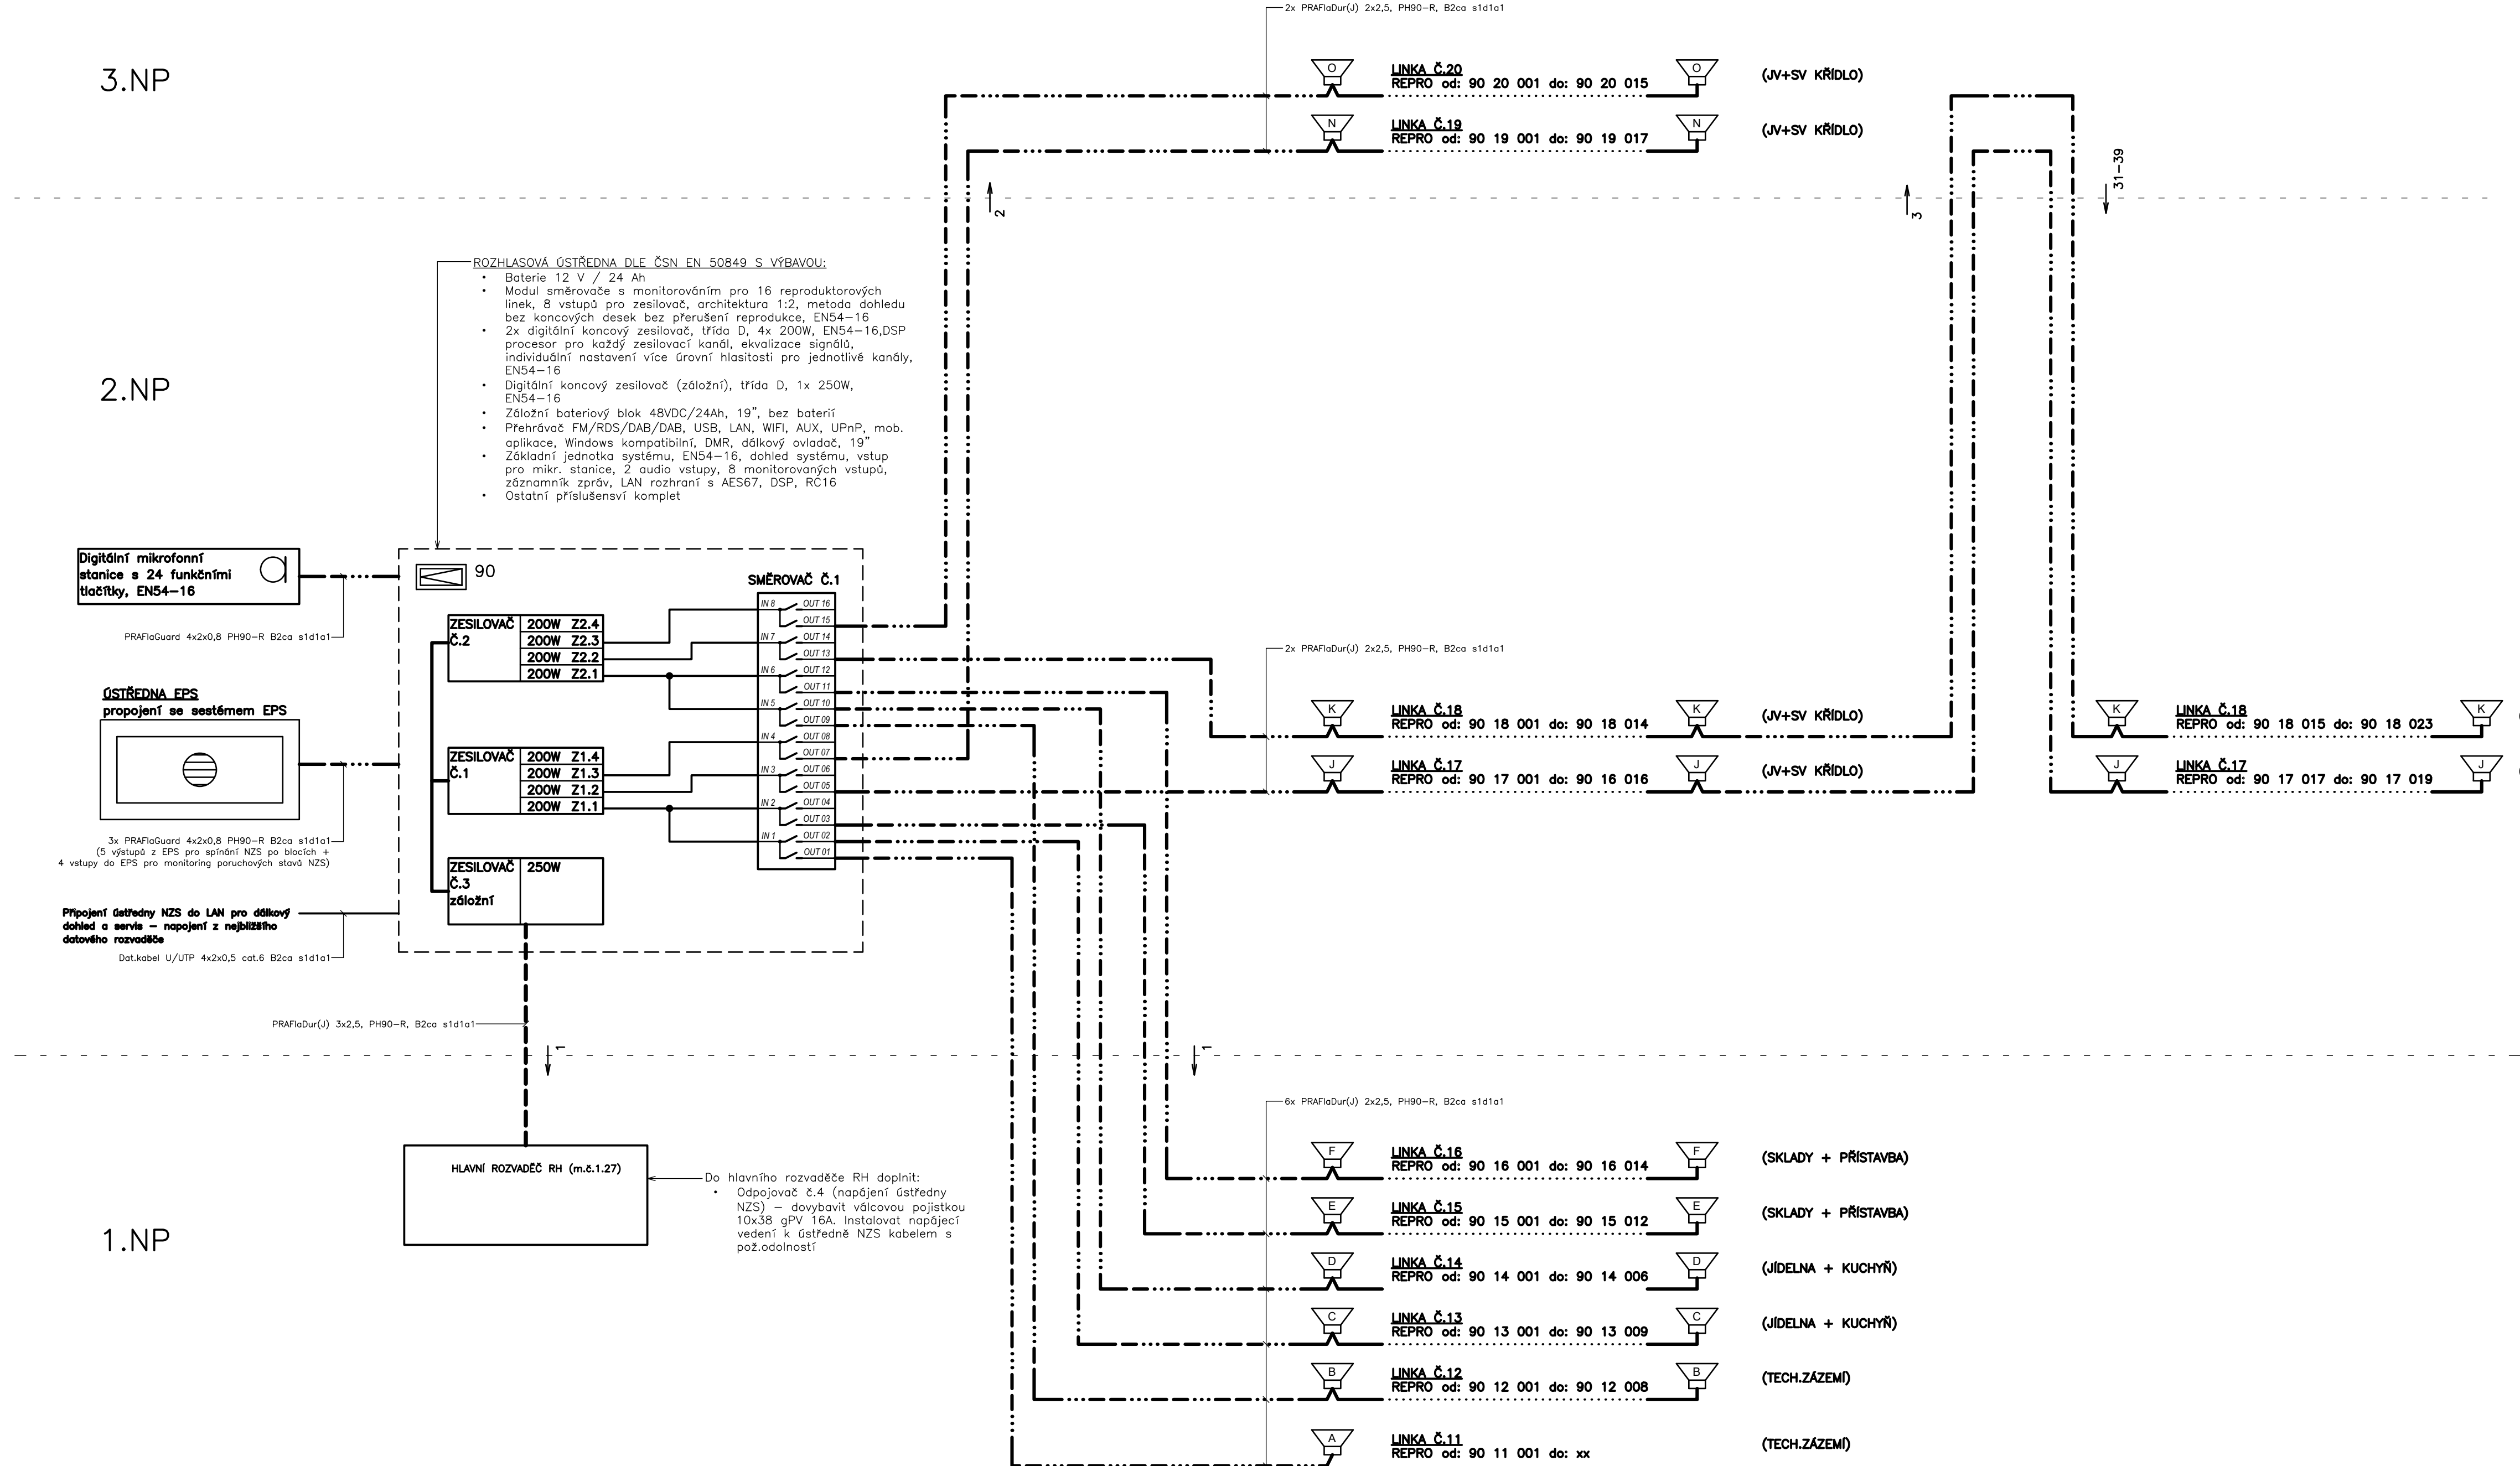 2x PRAFlaDur(J) 2x2,5, PH90-R, B2ca s1d1a1
3.NP
O
LINKA Č.20
REPRO od: 90 20 001 do: 90 20 015
O
(JV+SV KŘÍDLO)
N
LINKA Č.19
REPRO od: 90 19 001 do: 90 19 017
N
(JV+SV KŘÍDLO)
2
3
31-39
ROZHLASOVÁ ÚSTŘEDNA DLE ČSN EN 50849 S VÝBAVOU:
• Baterie 12 V / 24 Ah
• Modul směrovače s monitorováním pro 16 reproduktorových
linek, 8 vstupů pro zesilovač, architektura 1:2, metoda dohledu
bez koncových desek bez přerušení reprodukce, EN54-16
• 2x digitální koncový zesilovač, třída D, 4x 200W, EN54-16,DSP
procesor pro každý zesilovací kanál, ekvalizace signálů,
individuální nastavení více úrovní hlasitosti pro jednotlivé kanály,
EN54-16
• Digitální koncový zesilovač (záložní), třída D, 1x 250W,
EN54-16
• Záložní bateriový blok 48VDC/24Ah, 19", bez baterií
• Přehrávač FM/RDS/DAB/DAB, USB, LAN, WIFI, AUX, UPnP, mob.
aplikace, Windows kompatibilní, DMR, dálkový ovladač, 19"
• Základní jednotka systému, EN54-16, dohled systému, vstup
pro mikr. stanice, 2 audio vstupy, 8 monitorovaných vstupů,
záznamník zpráv, LAN rozhraní s AES67, DSP, RC16
• Ostatní příslušensví komplet
2.NP
Digitální mikrofonní
stanice s 24 funkčními
tlačítky, EN54-16
PRAFlaGuard 4x2x0,8 PH90-R B2ca s1d1a1
90
SMĚROVAČ Č.1
IN 8
OUT 16
OUT 15
IN 7
OUT 14
OUT 13
IN 6
OUT 12
OUT 11
IN 5
OUT 10
OUT 09
IN 4
OUT 08
OUT 07
IN 3
OUT 06
OUT 05
IN 2
OUT 04
OUT 03
IN 1
OUT 02
OUT 01
ZESILOVAČ
Č.2
200W Z2.4
200W Z2.3
200W Z2.2
200W Z2.1
ZESILOVAČ
Č.1
200W Z1.4
200W Z1.3
200W Z1.2
200W Z1.1
ZESILOVAČ
Č.3
záložní
250W
ÚSTŘEDNA EPS
propojení se sestémem EPS
3x PRAFlaGuard 4x2x0,8 PH90-R B2ca s1d1a1
(5 výstupů z EPS pro spínání NZS po blocích +
4 vstupy do EPS pro monitoring poruchových stavů NZS)
Připojení ústředny NZS do LAN pro dálkový
dohled a servis - napojení z nejbližšího
datového rozvaděče
Dat.kabel U/UTP 4x2x0,5 cat.6 B2ca s1d1a1
PRAFlaDur(J) 3x2,5, PH90-R, B2ca s1d1a1
2x PRAFlaDur(J) 2x2,5, PH90-R, B2ca s1d1a1
K
LINKA Č.18
REPRO od: 90 18 001 do: 90 18 014
K
(JV+SV KŘÍDLO)
K
LINKA Č.18
REPRO od: 90 18 015 do: 90 18 023
K
J
LINKA Č.17
REPRO od: 90 17 001 do: 90 16 016
J
(JV+SV KŘÍDLO)
J
LINKA Č.17
REPRO od: 90 17 017 do: 90 17 019
J
1
1
1.NP
HLAVNÍ ROZVADĚČ RH (m.č.1.27)
Do hlavního rozvaděče RH doplnit:
• Odpojovač č.4 (napájení ústředny
NZS) - dovybavit válcovou pojistkou
10x38 gPV 16A. Instalovat napájecí
vedení k ústředně NZS kabelem s
pož.odolností
6x PRAFlaDur(J) 2x2,5, PH90-R, B2ca s1d1a1
F
LINKA Č.16
REPRO od: 90 16 001 do: 90 16 014
F
(SKLADY + PŘÍSTAVBA)
E
LINKA Č.15
REPRO od: 90 15 001 do: 90 15 012
E
(SKLADY + PŘÍSTAVBA)
D
LINKA Č.14
REPRO od: 90 14 001 do: 90 14 006
D
(JÍDELNA + KUCHYŇ)
C
LINKA Č.13
REPRO od: 90 13 001 do: 90 13 009
C
(JÍDELNA + KUCHYŇ)
B
LINKA Č.12
REPRO od: 90 12 001 do: 90 12 008
B
(TECH.ZÁZEMÍ)
A
LINKA Č.11
REPRO od: 90 11 001 do: xx
(TECH.ZÁZEMÍ)